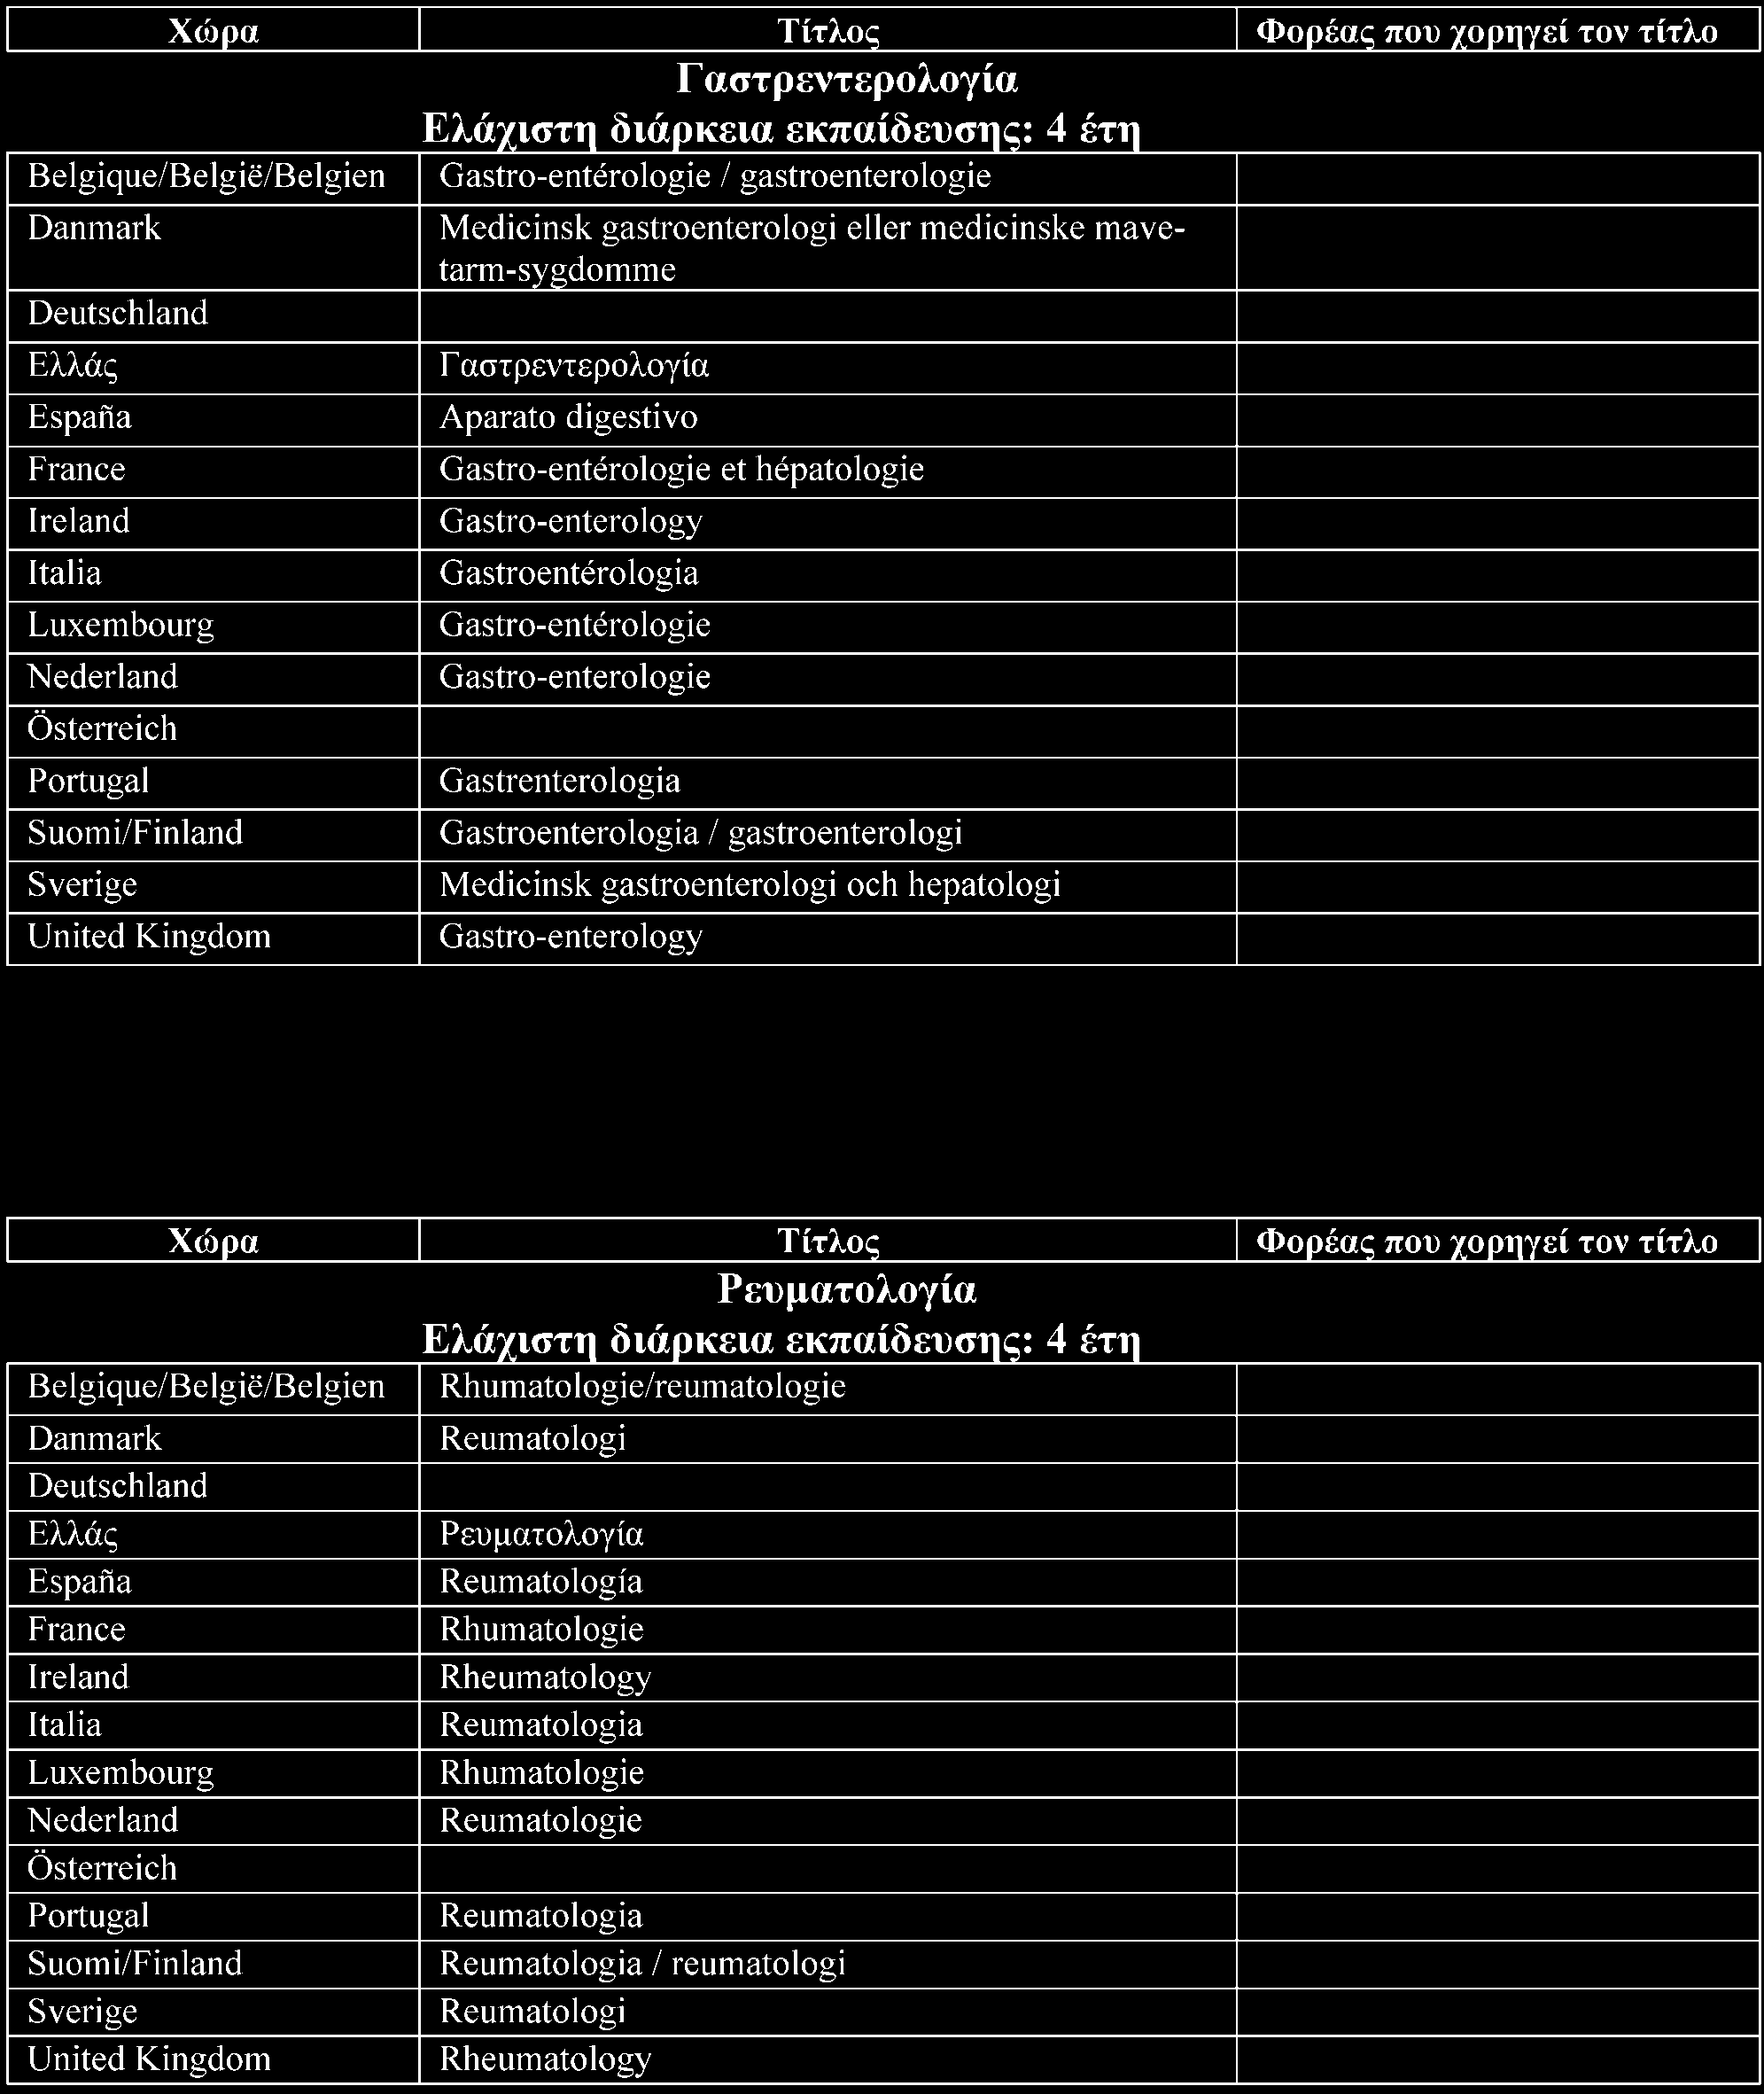 Χώρα Τίτλος Φορέας που χορηγεί τον τίτλο
Γαστρεντερολογία
Ελάχιστη διάρκεια εκπαίδευσης: 4 έτη
Belgique/België/Belgien Gastro-entérologie / gastroenterologie
Danmark Medicinsk gastroenterologi eller medicinske mave-
tarm-sygdomme
Deutschland
Ελλάς Γαστρεντερολογία
España Aparato digestivo
France Gastro-entérologie et hépatologie
Ireland Gastro-enterology
Italia Gastroentérologia
Luxembourg Gastro-entérologie
Nederland Gastro-enterologie
Österreich
Portugal Gastrenterologia
Suomi/Finland Gastroenterologia / gastroenterologi
Sverige Medicinsk gastroenterologi och hepatologi
United Kingdom Gastro-enterology
Χώρα Τίτλος Φορέας που χορηγεί τον τίτλο
Ρευματολογία
Ελάχιστη διάρκεια εκπαίδευσης: 4 έτη
Belgique/België/Belgien Rhumatologie/reumatologie
Danmark Reumatologi
Deutschland
Ελλάς Ρευματολογία
España Reumatología
France Rhumatologie
Ireland Rheumatology
Italia Reumatologia
Luxembourg Rhumatologie
Nederland Reumatologie
Österreich
Portugal Reumatologia
Suomi/Finland Reumatologia / reumatologi
Sverige Reumatologi
United Kingdom Rheumatology